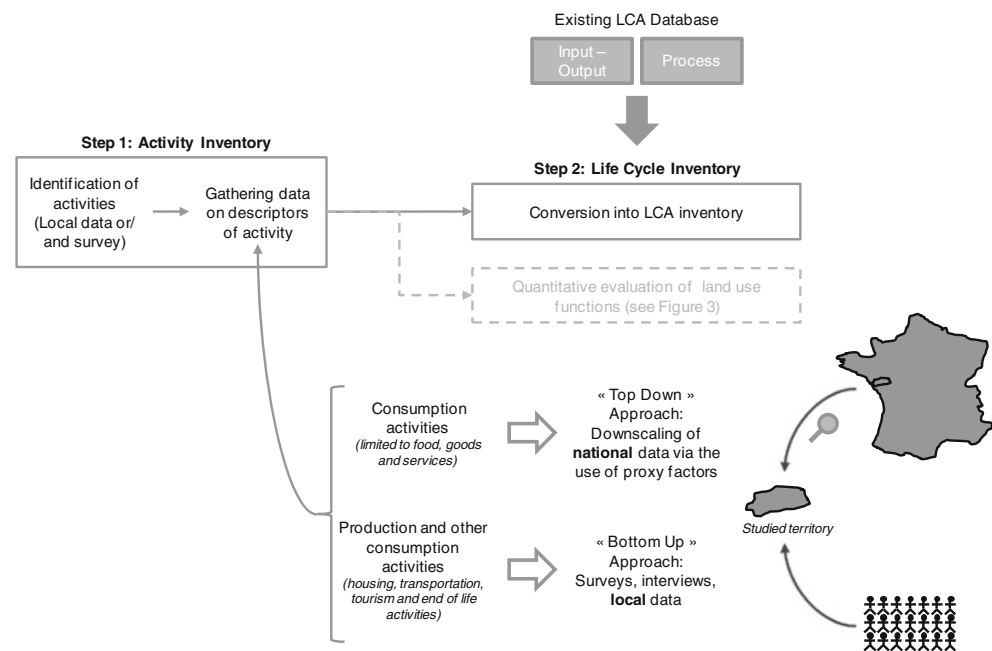 Existing LCA Database
Input –
Output
Process
Step 1: Activity Inventory
Identification of
activities
(Local data or/
and survey)
Gathering data
on descriptors
of activity
Step 2: Life Cycle Inventory
Conversion into LCA inventory
Quantitative evaluation of land use
functions (see Figure 3)
Consumption
activities
(limited to food, goods
and services)
« Top Down »
Approach:
Downscaling of
national data via the
use of proxy factors
Studied territory
Production and other
consumption
activities
(housing, transportation,
tourism and end of life
activities)
« Bottom Up »
Approach:
Surveys, interviews,
local data